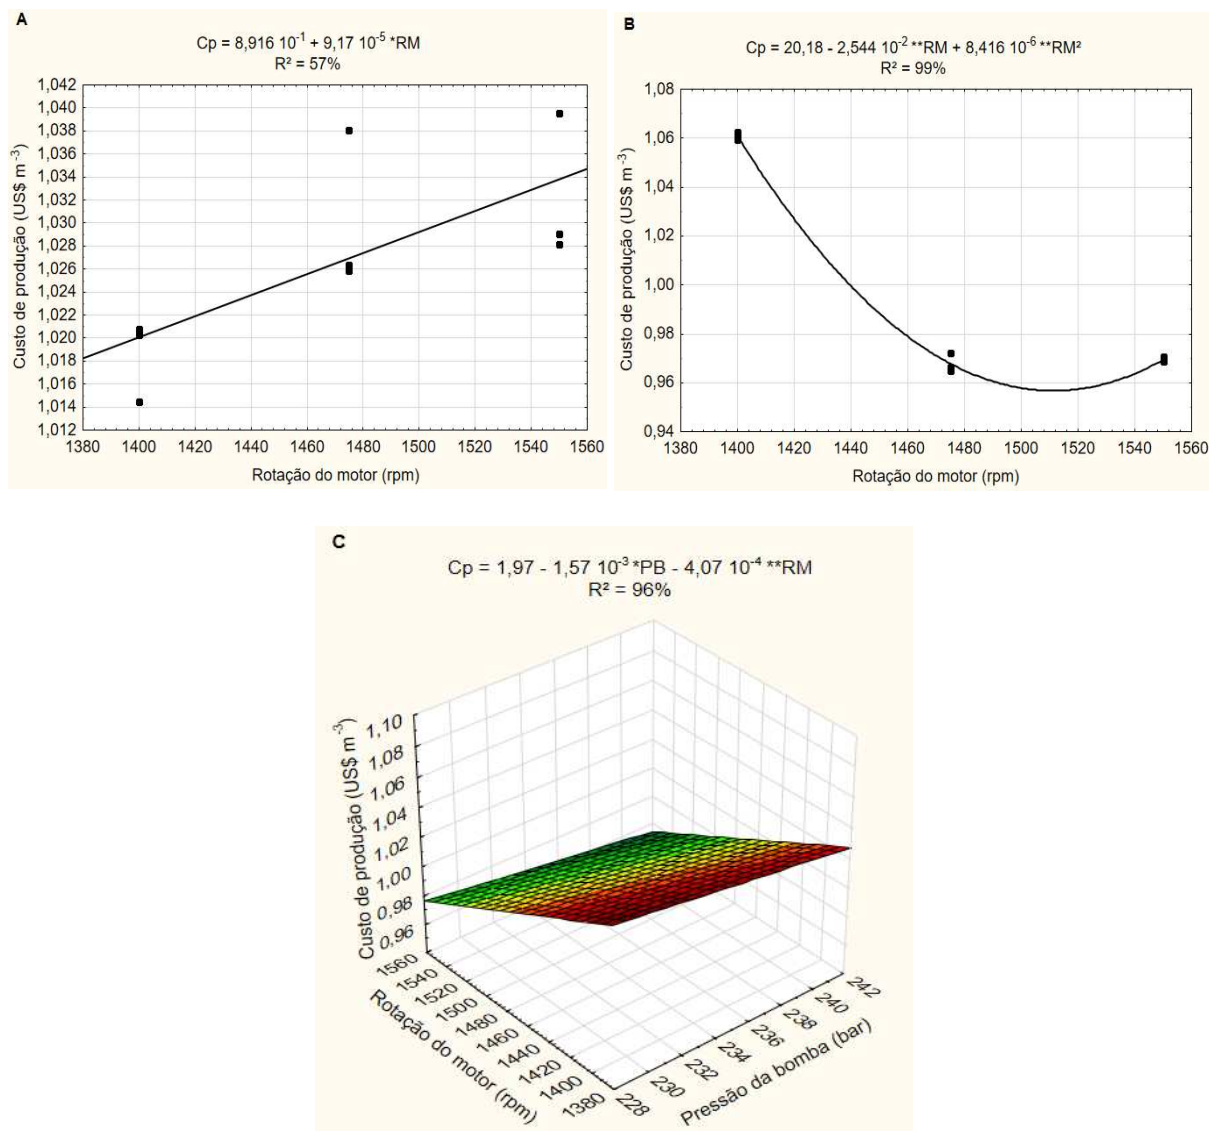 A
Cp = 8,916 10⁻¹ + 9,17 10⁻⁵ *RM
R² = 57%
1,042
1,040
1,038
1,036
1,034
1,032
1,030
1,028
1,026
1,024
1,022
1,020
1,018
1,016
1,014
1,012
Custo de produção (US$ m⁻³)
1380 1400 1420 1440 1460 1480 1500 1520 1540 1560
Rotação do motor (rpm)
B
Cp = 20,18 - 2,544 10⁻² **RM + 8,416 10⁻⁶ **RM²
R² = 99%
1,08
1,06
1,04
1,02
1,00
0,98
0,96
0,94
Custo de produção (US$ m⁻³)
1380 1400 1420 1440 1460 1480 1500 1520 1540 1560
Rotação do motor (rpm)
C
Cp = 1,97 - 1,57 10⁻³ *PB - 4,07 10⁻⁴ **RM
R² = 96%
1,10
1,08
1,06
1,04
1,02
1,00
0,98
0,96
Custo de produção (US$ m⁻³)
1560
1540
1520
1500
1480
1460
1440
1420
1400
1380
Rotação do motor (rpm)
228
230
232
234
236
238
240
242
Pressão da bomba (bar)